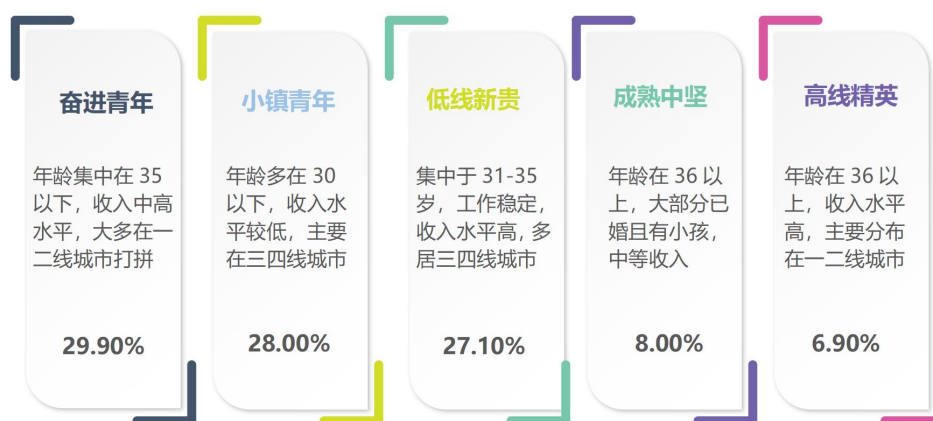 奋进青年
年龄集中在 35
以下，收入中高
水平，大多在一
二线城市打拼
29.90%
小镇青年
年龄多在 30
以下，收入水
平较低，主要
在三四线城市
28.00%
低线新贵
集中于 31-35
岁，工作稳定，
收入水平高，多
居三四线城市
27.10%
成熟中坚
年龄在 36 以
上，大部分已
婚且有小孩，
中等收入
8.00%
高线精英
年龄在 36 以
上，收入水平
高，主要分布
在一二线城市
6.90%